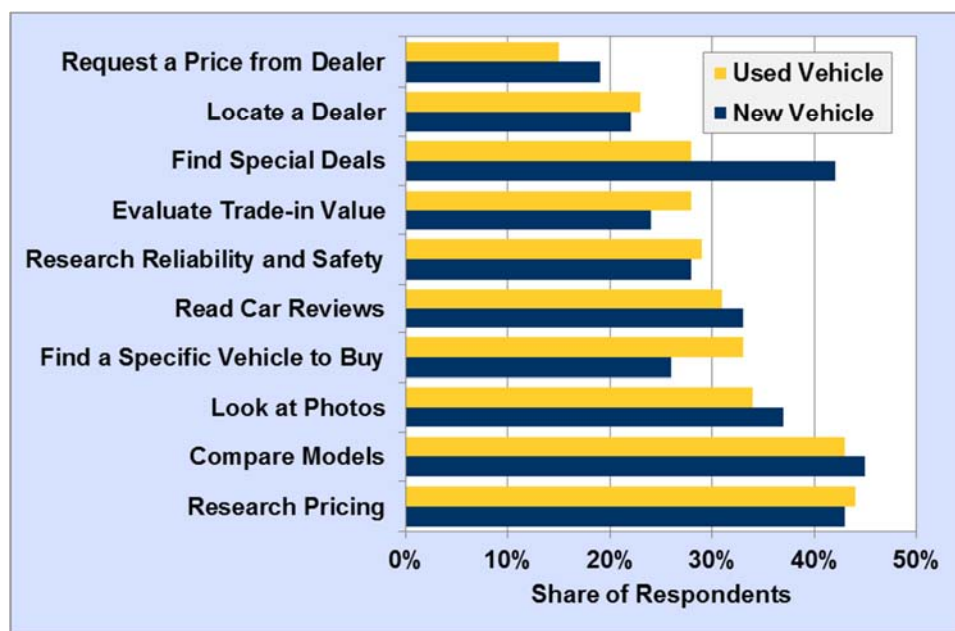 Request a Price from Dealer
Locate a Dealer
Find Special Deals
Evaluate Trade-in Value
Research Reliability and Safety
Read Car Reviews
Find a Specific Vehicle to Buy
Look at Photos
Compare Models
Research Pricing
Used Vehicle
New Vehicle
0% 10% 20% 30% 40% 50%
Share of Respondents